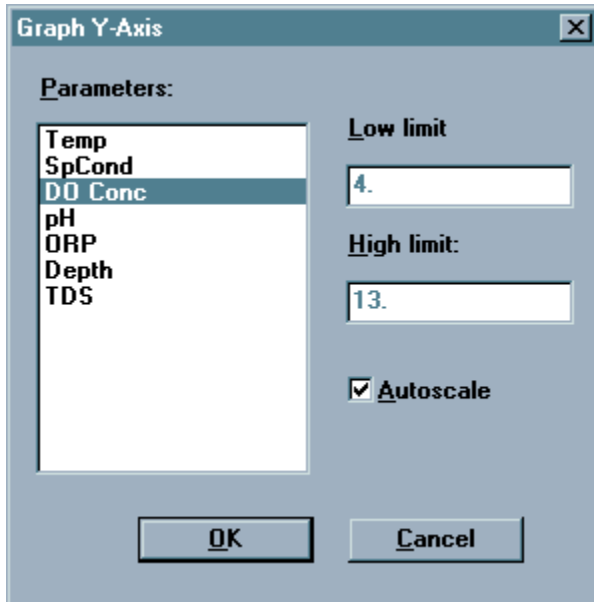 Graph Y-Axis
Parameters:
Temp
SpCond
DO Conc
pH
ORP
Depth
TDS
Low limit
4.
High limit:
13.
Autoscale
OK
Cancel